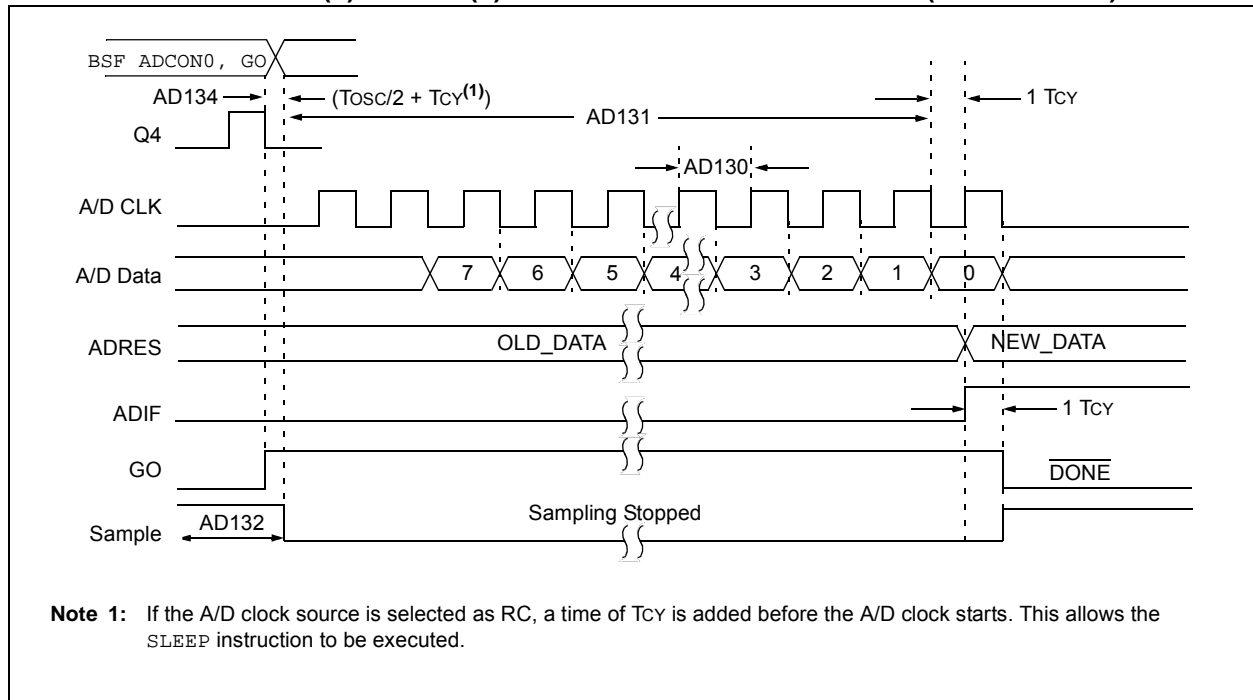 BSF ADCON0, GO
AD134 (TOSC/2 + TCY(1)) 1 TCY
AD131
Q4
AD130
A/D CLK
A/D Data 7 6 5 4 3 2 1 0
ADRES OLD_DATA NEW_DATA
ADIF 1 TCY
GO DONE
Sample AD132 Sampling Stopped
Note 1: If the A/D clock source is selected as RC, a time of TCY is added before the A/D clock starts. This allows the
SLEEP instruction to be executed.